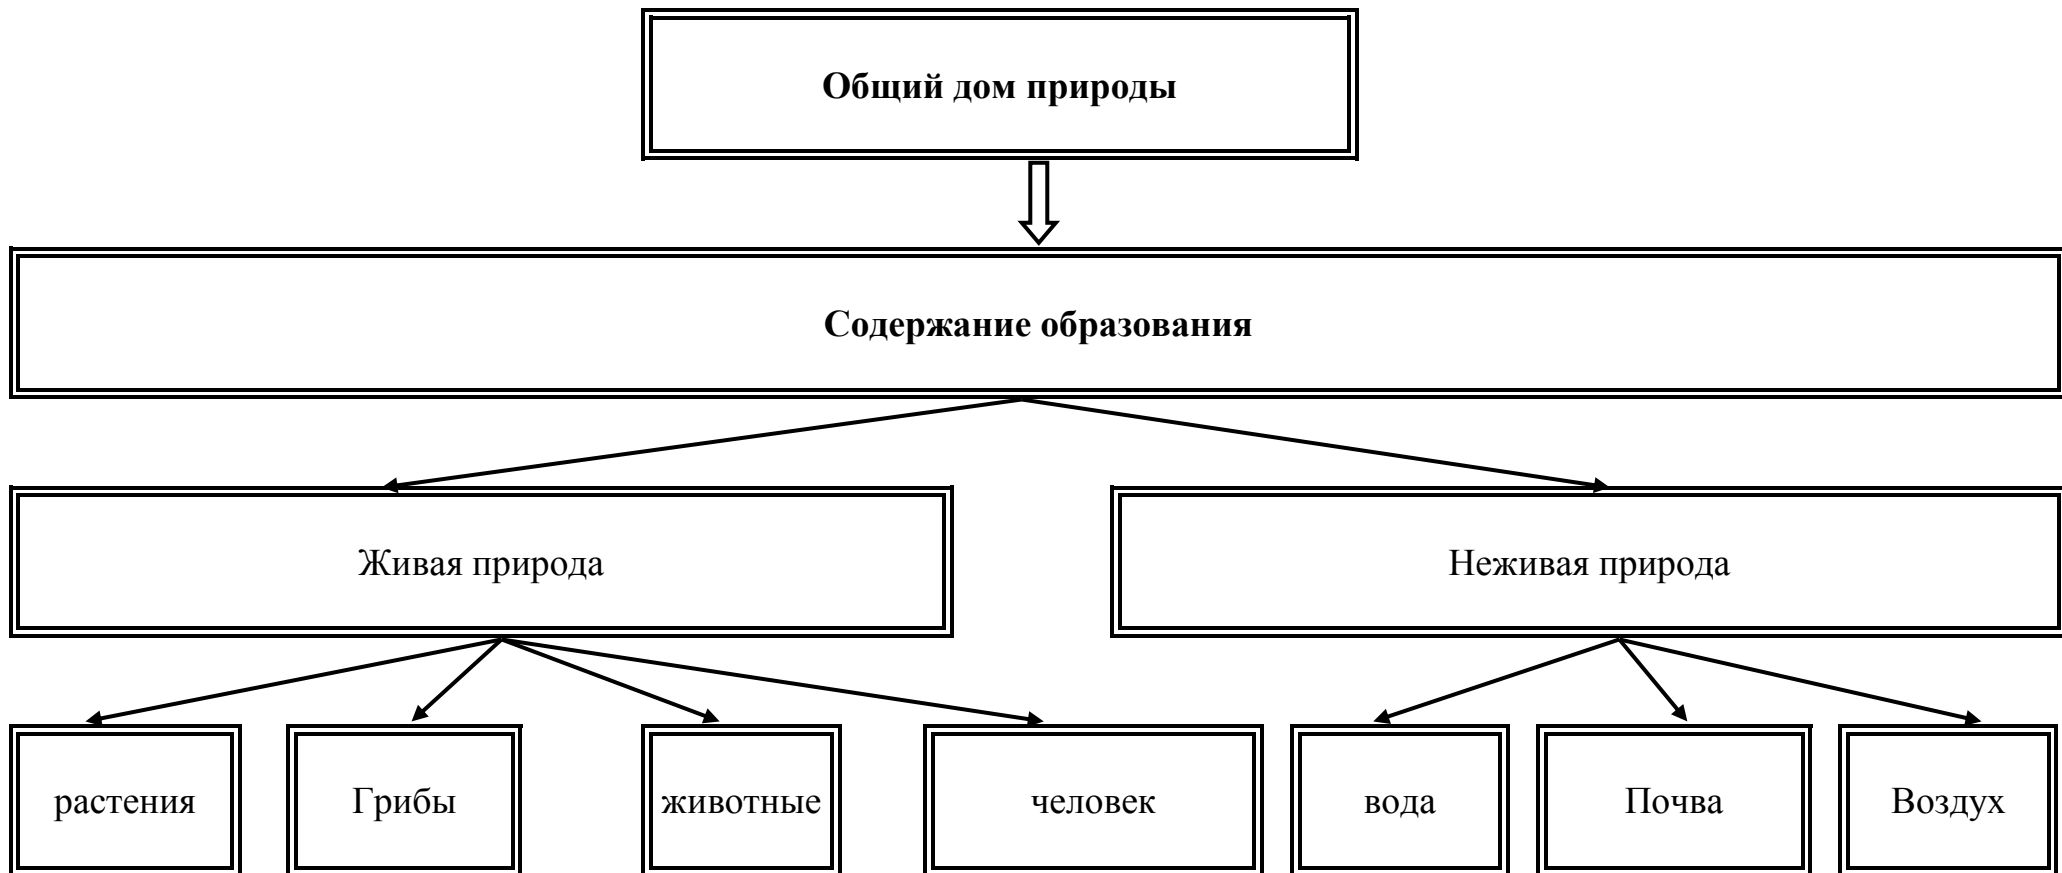 Общий дом природы
Содержание образования
Живая природа
Неживая природа
растения
Грибы
животные
человек
вода
Почва
Воздух